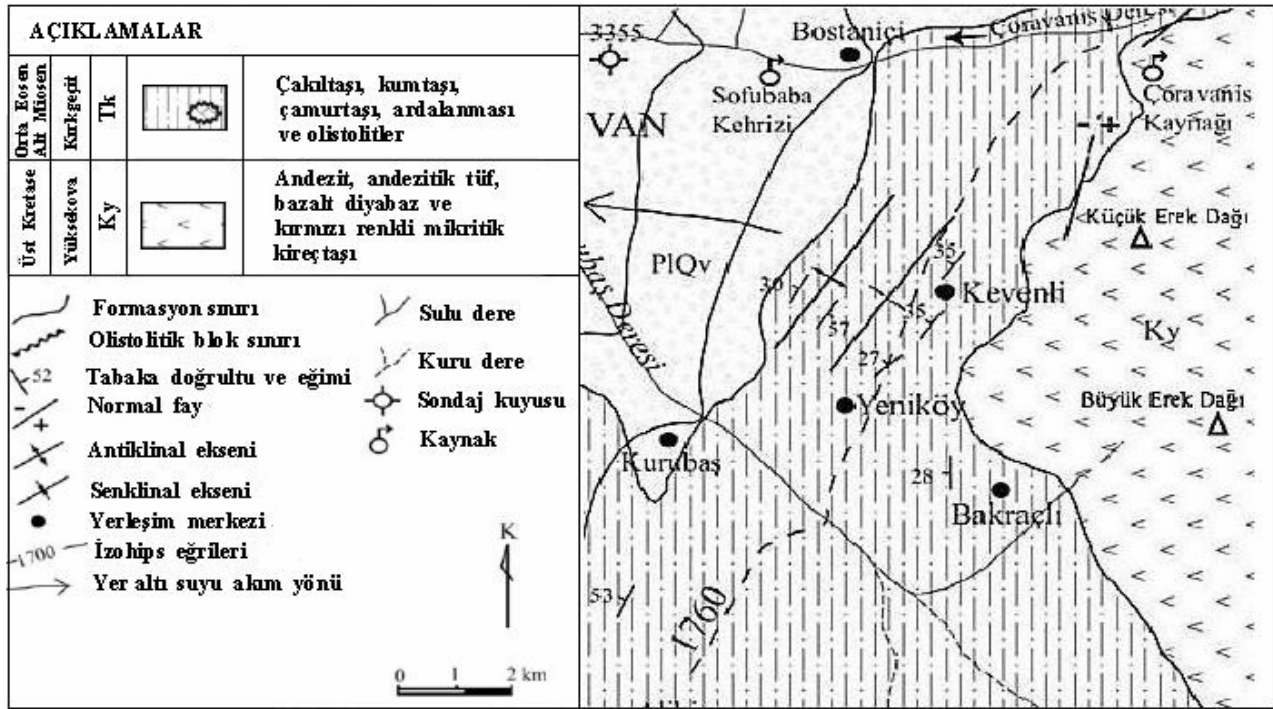 AÇIKLAMALAR
Orta Eosen
Alt Miosen
Kırkgeçit
Tk
Çakıltaşı, kumtaşı,
çamurtaşı, ardalanması
ve olistolitler
Üst Kretase
Yüksekova
Ky
Andezit, andezitik tüf,
bazalt diyabaz ve
kırmızı renkli mikritik
kireçtaşı
Formasyon sınırı
Olistolitik blok sınırı
52
Tabaka doğrultu ve eğimi
- Normal fay
+
Antiklinal ekseni
Senklinal ekseni
Yerleşim merkezi
1700 İzohips eğrileri
Yer altı suyu akım yönü
Sulu dere
Kuru dere
Sondaj kuyusu
Kaynak
K
0 1 2 km
3355
Bostaniçi
Çoravanis Deresi
Sofubaba
Kehrizi
VAN
Çoravanis
Kaynağı
- +
Küçük Erek Dağı
PlQv
35
30
Kevenli
35
57
Ky
27
Deresi
Yeniköy
Büyük Erek Dağı
Kurubaş
28
Bakraçlı
53
1760